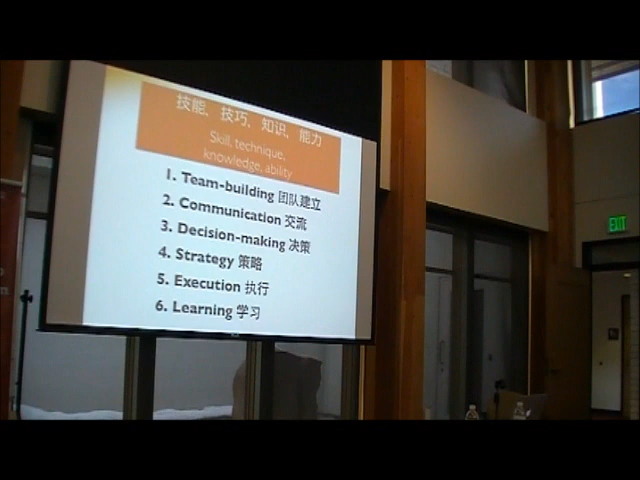 技能、技巧、知识、能力
Skill, technique,
knowledge, ability
1. Team-building 团队建立
2. Communication 交流
3. Decision-making 决策
4. Strategy 策略
5. Execution 执行
6. Learning 学习
EXIT